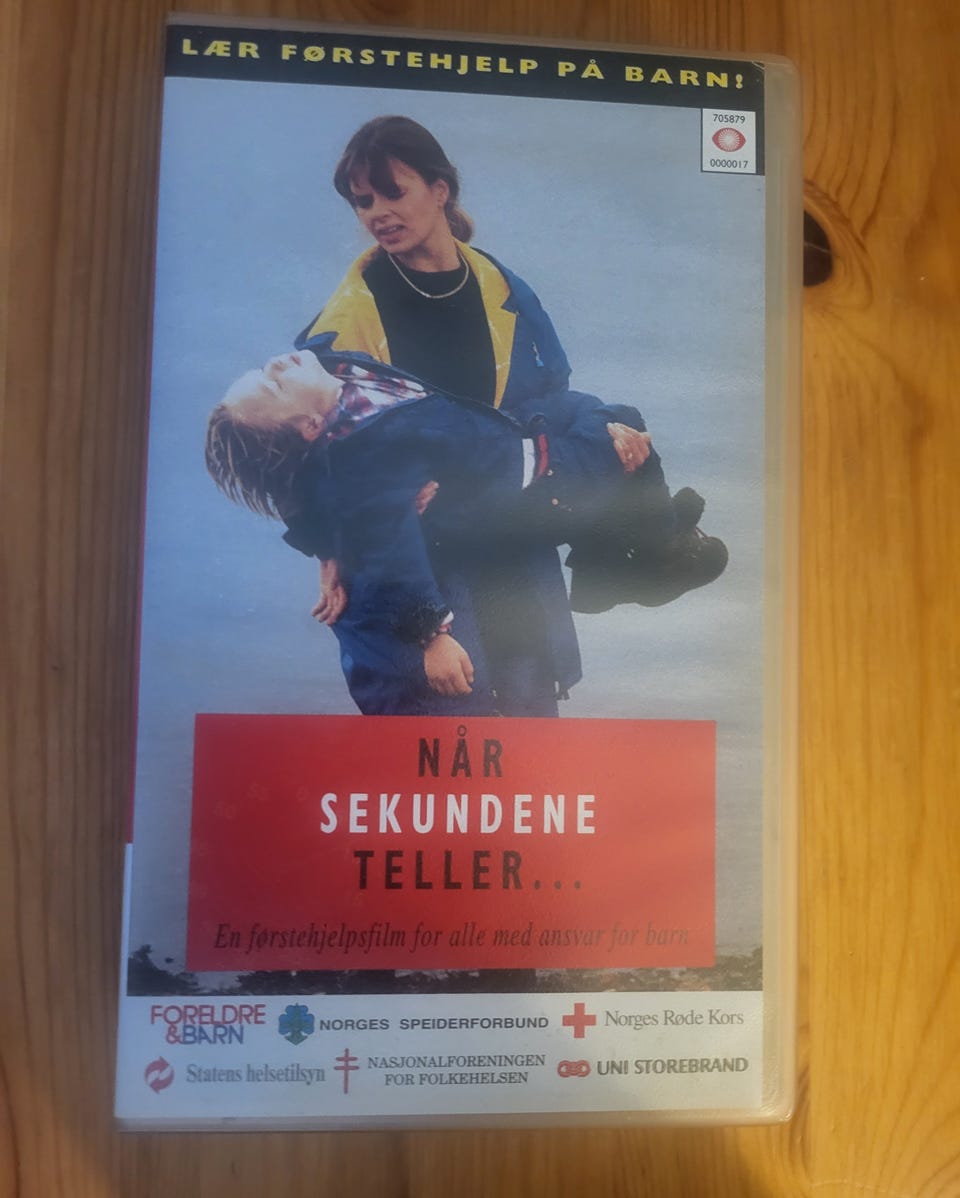 LÆR FØRSTEHJELP PÅ BARN!
705879
0000017
NÅR
SEKUNDENE
TELLER...
En førstehjelpsfilm for alle med ansvar for barn
FORELDRE
&BARN
NORGES SPEIDERFORBUND
Norges Røde Kors
Statens helsetilsyn
NASJONALFORENINGEN
FOR FOLKEHELSEN
UNI STOREBRAND